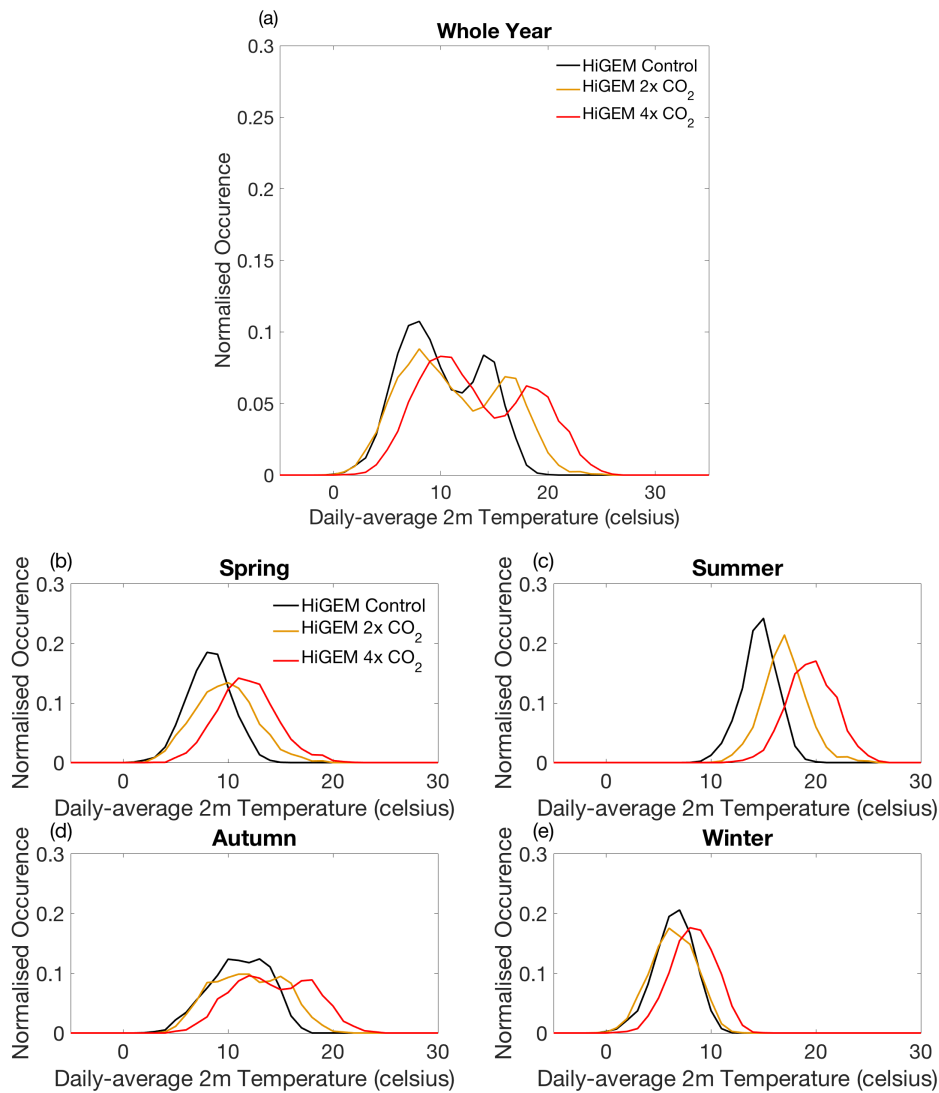 (a)
Whole Year
0.3
0.25
0.2
0.15
0.1
0.05
0
Normalised Occurence
HiGEM Control
HiGEM 2x CO2
HiGEM 4x CO2
0 10 20 30
Daily-average 2m Temperature (celsius)
(b)
Spring
0.3
0.2
0.1
0
Normalised Occurence
HiGEM Control
HiGEM 2x CO2
HiGEM 4x CO2
0 10 20 30
Daily-average 2m Temperature (celsius)
(c)
Summer
0.3
0.2
0.1
0
Normalised Occurence
0 10 20 30
Daily-average 2m Temperature (celsius)
(d)
Autumn
0.3
0.2
0.1
0
Normalised Occurence
0 10 20 30
Daily-average 2m Temperature (celsius)
(e)
Winter
0.3
0.2
0.1
0
Normalised Occurence
0 10 20 30
Daily-average 2m Temperature (celsius)